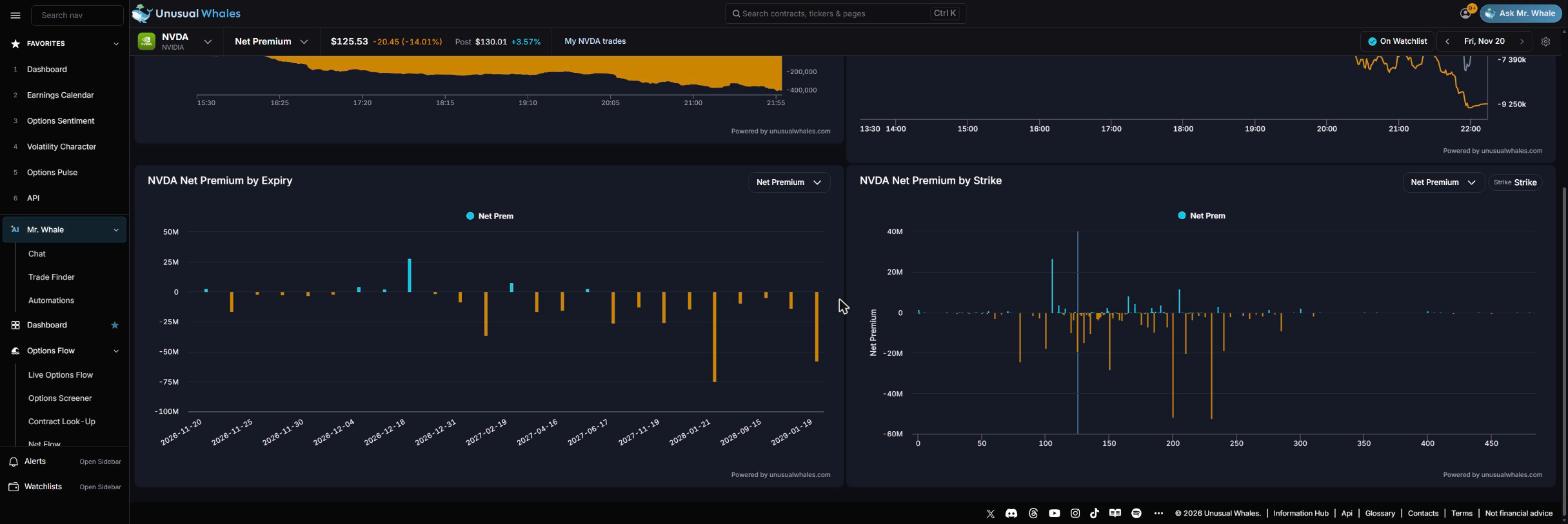 Search nav
Unusual Whales
Search contracts, tickers & pages
Ctrl K
9+
Ask Mr. Whale
FAVORITES
NVDA
NVIDIA
Net Premium
$125.53 -20.45 (-14.01%) Post $130.01 +3.57%
My NVDA trades
On Watchlist
Fri, Nov 20
1 Dashboard
2 Earnings Calendar
3 Options Sentiment
4 Volatility Character
5 Options Pulse
6 API
AI Mr. Whale
Chat
Trade Finder
Automations
Dashboard
Options Flow
Live Options Flow
Options Screener
Contract Look-Up
Net Flow
Alerts Open Sidebar
Watchlists Open Sidebar
-200,000
-400,000
15:30 16:25 17:20 18:15 19:10 20:05 21:00 21:55
Powered by unusualwhales.com
-7 390k
-9 250k
13:30 14:00 15:00 16:00 17:00 18:00 19:00 20:00 21:00 22:00
Powered by unusualwhales.com
NVDA Net Premium by Expiry
Net Premium
Net Prem
50M
25M
0
-25M
-50M
-75M
-100M
2026-11-20 2026-11-25 2026-11-30 2026-12-04 2026-12-18 2026-12-31 2027-02-19 2027-04-16 2027-06-17 2027-11-19 2028-01-21 2028-09-15 2029-01-19
Powered by unusualwhales.com
NVDA Net Premium by Strike
Net Premium
Strike Strike
Net Prem
Net Premium
40M
20M
0
-20M
-40M
-60M
0 50 100 150 200 250 300 350 400 450
Powered by unusualwhales.com
© 2026 Unusual Whales. | Information Hub | Api | Glossary | Contacts | Terms | Not financial advice